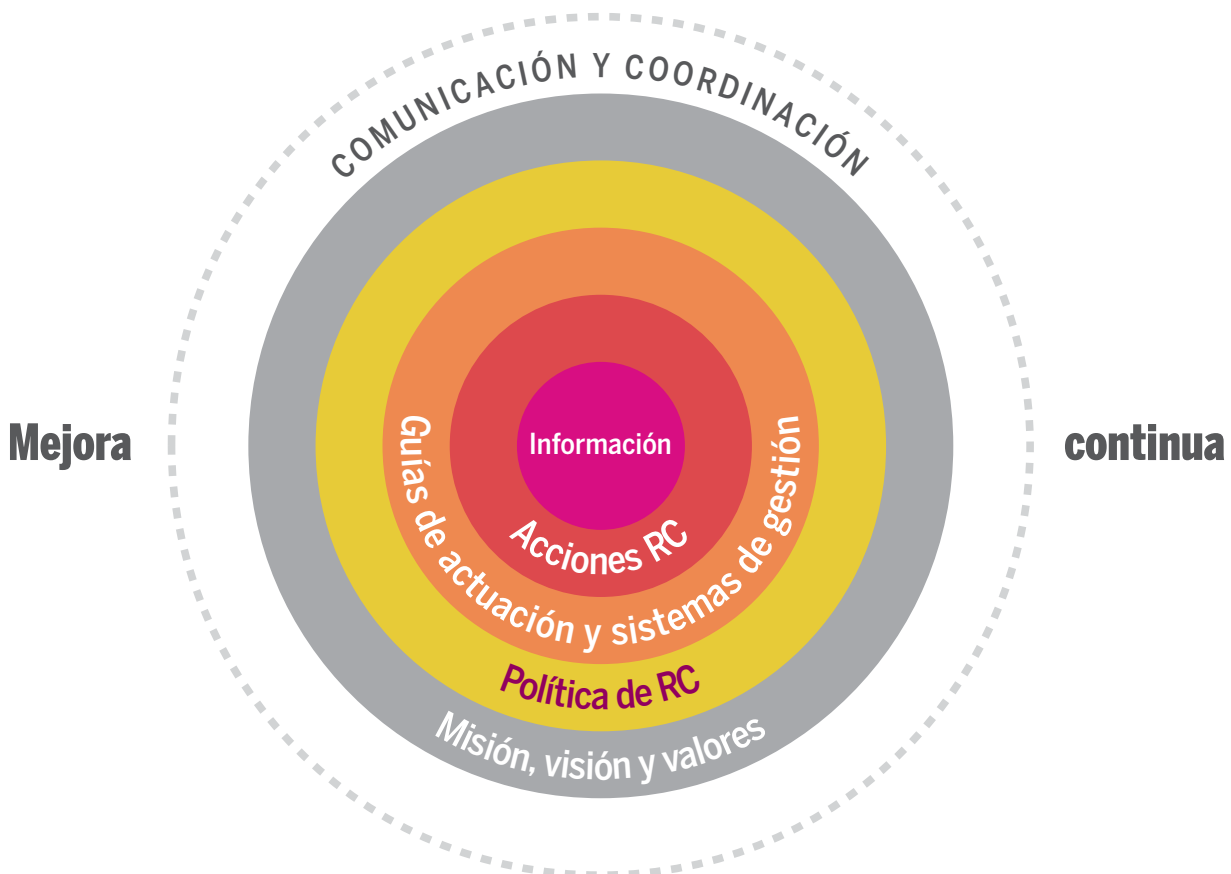 COMUNICACIÓN Y COORDINACIÓN
Mejora
continua
Información
Acciones RC
Guías de actuación y sistemas de gestión
Política de RC
Misión, visión y valores